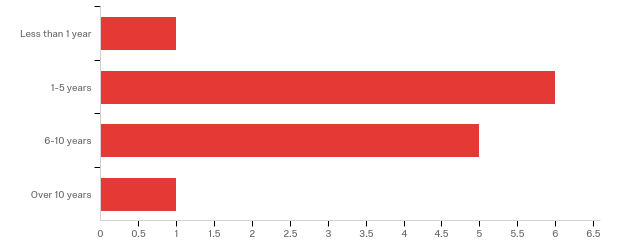 Less than 1 year
1-5 years
6-10 years
Over 10 years
0 0.5 1 1.5 2 2.5 3 3.5 4 4.5 5 5.5 6 6.5